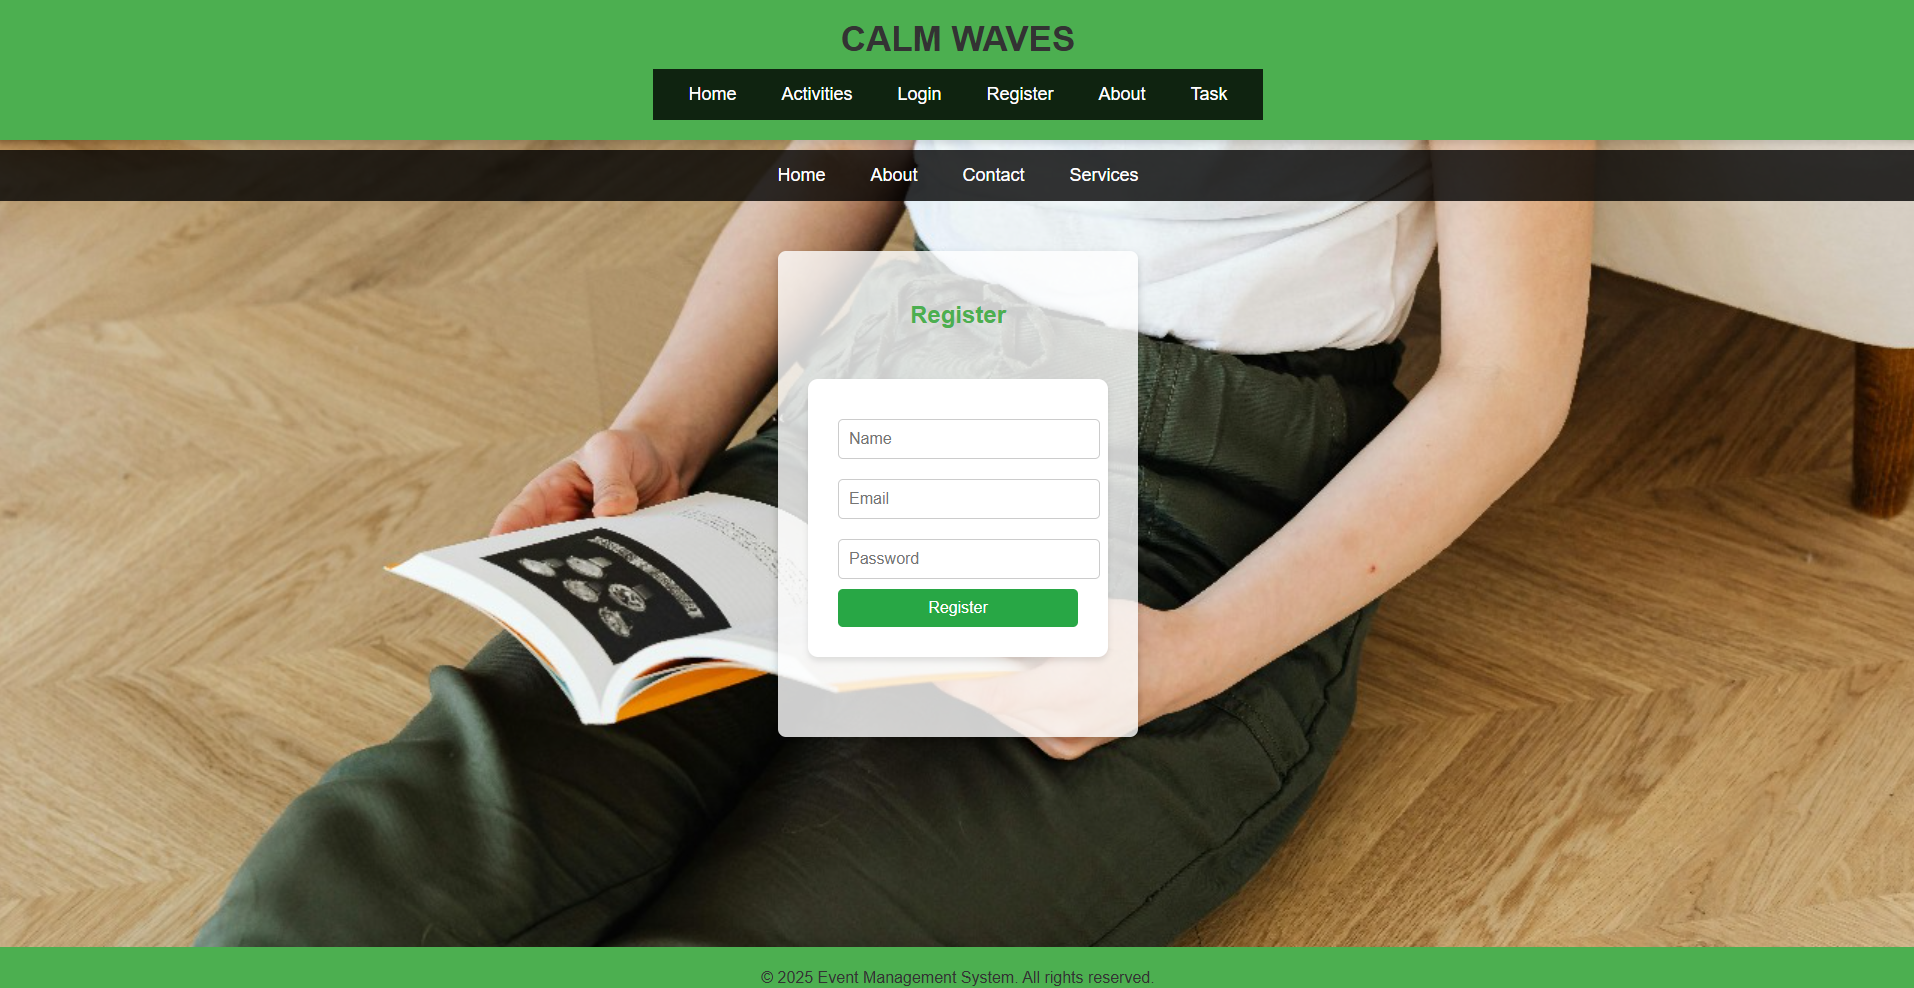 CALM WAVES
Home Activities Login Register About Task
Home About Contact Services
Register
Name
Email
Password
Register
© 2025 Event Management System. All rights reserved.